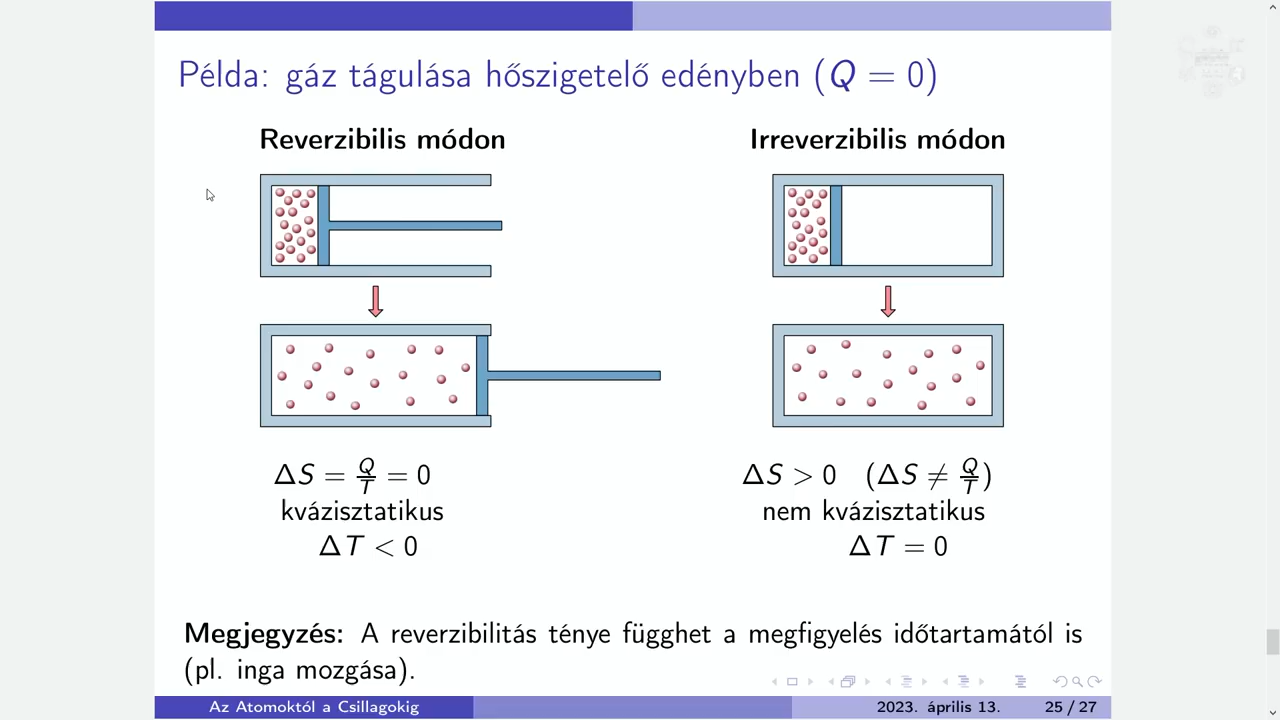 Példa: gáz tágulása hőszigetelő edényben (Q = 0)
Reverzibilis módon
Irreverzibilis módon
ΔS = Q/T = 0
kvázisztatikus
ΔT < 0
ΔS > 0 (ΔS ≠ Q/T)
nem kvázisztatikus
ΔT = 0
Megjegyzés: A reverzibilitás ténye függhet a megfigyelés időtartamától is
(pl. inga mozgása).
Az Atomoktól a Csillagokig
2023. április 13.
25 / 27